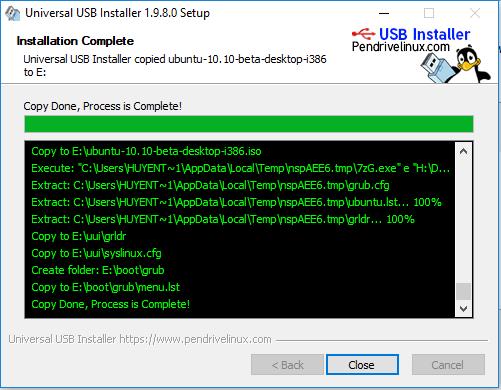 Universal USB Installer 1.9.8.0 Setup
Installation Complete
Universal USB Installer copied ubuntu-10.10-beta-desktop-i386
to E:
USB Installer
Pendrivelinux.com
Copy Done, Process is Complete!
Copy to E:\ubuntu-10.10-beta-desktop-i386.iso
Execute: "C:\Users\HUYENT~1\AppData\Local\Temp\nspAEE6.tmp\7zG.exe" e "H:\D...
Extract: C:\Users\HUYENT~1\AppData\Local\Temp\nspAEE6.tmp\grub.cfg
Extract: C:\Users\HUYENT~1\AppData\Local\Temp\nspAEE6.tmp\ubuntu.lst... 100%
Extract: C:\Users\HUYENT~1\AppData\Local\Temp\nspAEE6.tmp\grldr... 100%
Copy to E:\uui\grldr
Copy to E:\uui\syslinux.cfg
Create folder: E:\boot\grub
Copy to E:\boot\grub\menu.lst
Copy Done, Process is Complete!
Universal USB Installer https://www.pendrivelinux.com
< Back
Close
Cancel